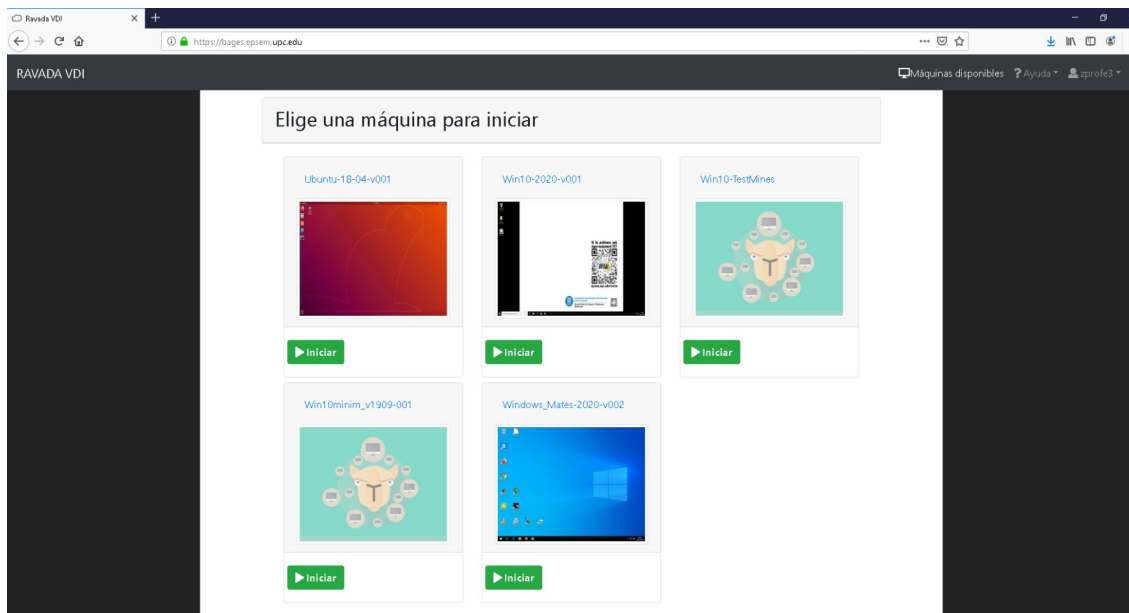 Ravada VDI
https://bages.epsem.upc.edu
RAVADA VDI
Máquinas disponibles ? Ayuda zprofe3
Elige una máquina para iniciar
Ubuntu-18-04-v001
Win10-2020-v001
Win10-TestMines
Iniciar
Iniciar
Iniciar
Win10minim_v1909-001
Windows_Mates-2020-v002
Iniciar
Iniciar